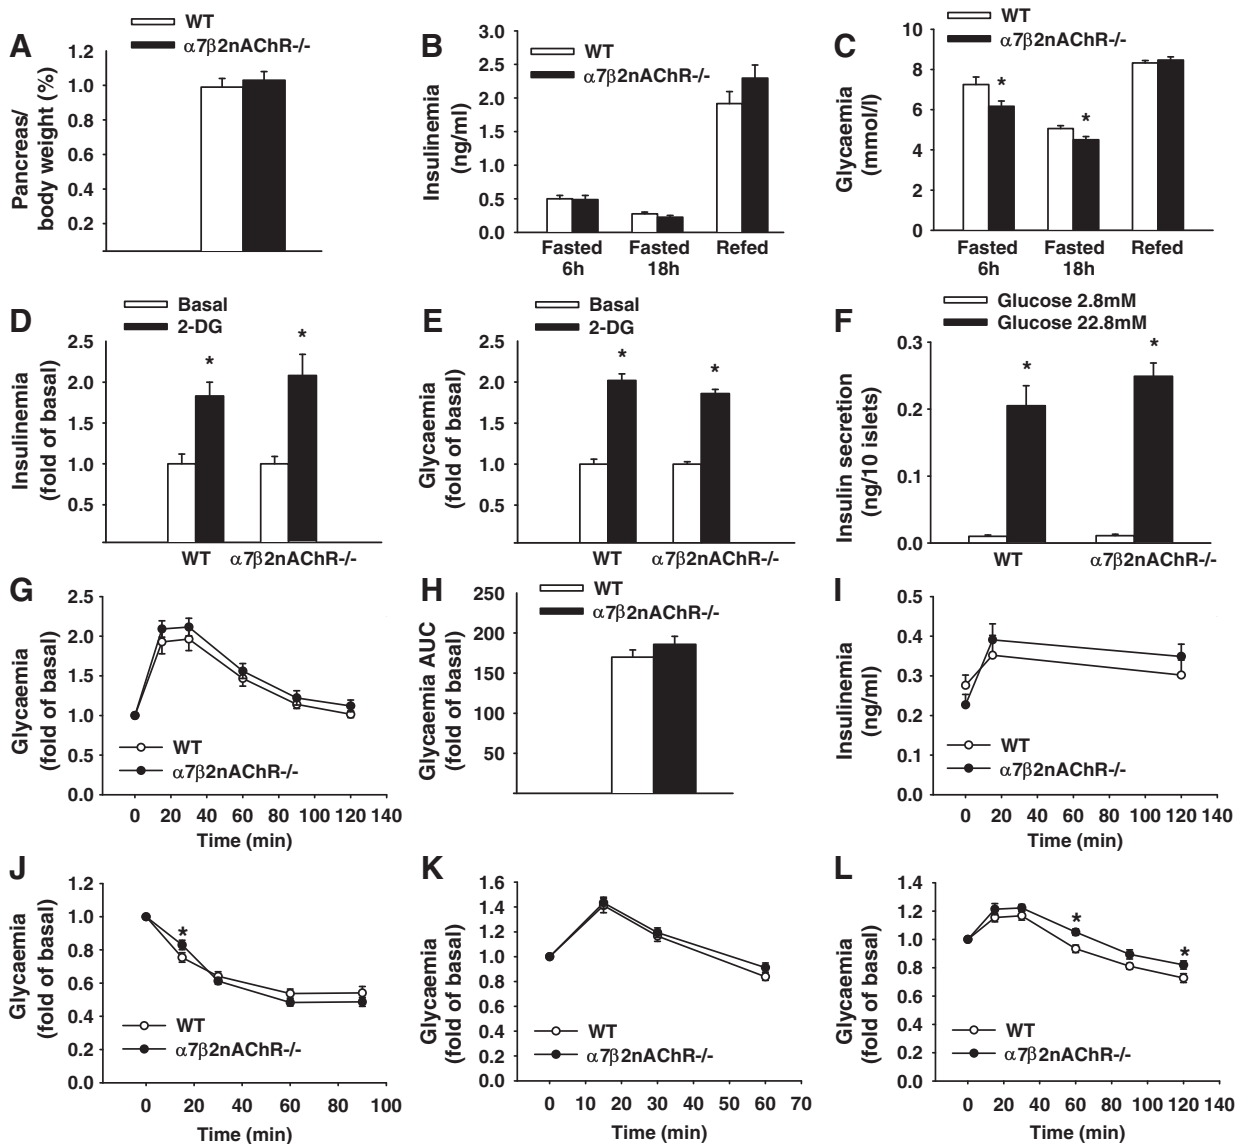 A
WT
α7β2nAChR-/-
Pancreas/
body weight (%)
1.2
1.0
0.8
0.6
0.4
0.2
B
WT
α7β2nAChR-/-
Insulinemia
(ng/ml)
3.0
2.5
2.0
1.5
1.0
0.5
0.0
Fasted Fasted Refed
6h 18h
C
WT
α7β2nAChR-/-
Glycaemia
(mmol/l)
10
8
6
4
2
0
* *
Fasted Fasted Refed
6h 18h
D
Basal
2-DG
Insulinemia
(fold of basal)
2.5
2.0
1.5
1.0
0.5
* *
WT α7β2nAChR-/-
E
Basal
2-DG
Glycaemia
(fold of basal)
2.5
2.0
1.5
1.0
0.5
* *
WT α7β2nAChR-/-
F
Glucose 2.8mM
Glucose 22.8mM
Insulin secretion
(ng/10 islets)
0.3
0.2
0.1
0.0
* *
WT α7β2nAChR-/-
G
Glycaemia
(fold of basal)
2.5
2.0
1.5
1.0
0.5
0.0
WT
α7β2nAChR-/-
0 20 40 60 80 100 120 140
Time (min)
H
WT
α7β2nAChR-/-
Glycaemia AUC
(fold of basal)
250
200
150
100
50
I
Insulinemia
(ng/ml)
0.5
0.4
0.3
0.2
0.1
0.0
WT
α7β2nAChR-/-
0 20 40 60 80 100 120 140
Time (min)
J
Glycaemia
(fold of basal)
1.2
1.0
0.8
0.6
0.4
0.2
0.0
*
WT
α7β2nAChR-/-
0 20 40 60 80 100
Time (min)
K
Glycaemia
(fold of basal)
1.6
1.4
1.2
1.0
0.8
0.6
0.4
0.2
0.0
WT
α7β2nAChR-/-
0 10 20 30 40 50 60 70
Time (min)
L
Glycaemia
(fold of basal)
1.4
1.2
1.0
0.8
0.6
0.4
0.2
0.0
* *
WT
α7β2nAChR-/-
0 20 40 60 80 100 120 140
Time (min)